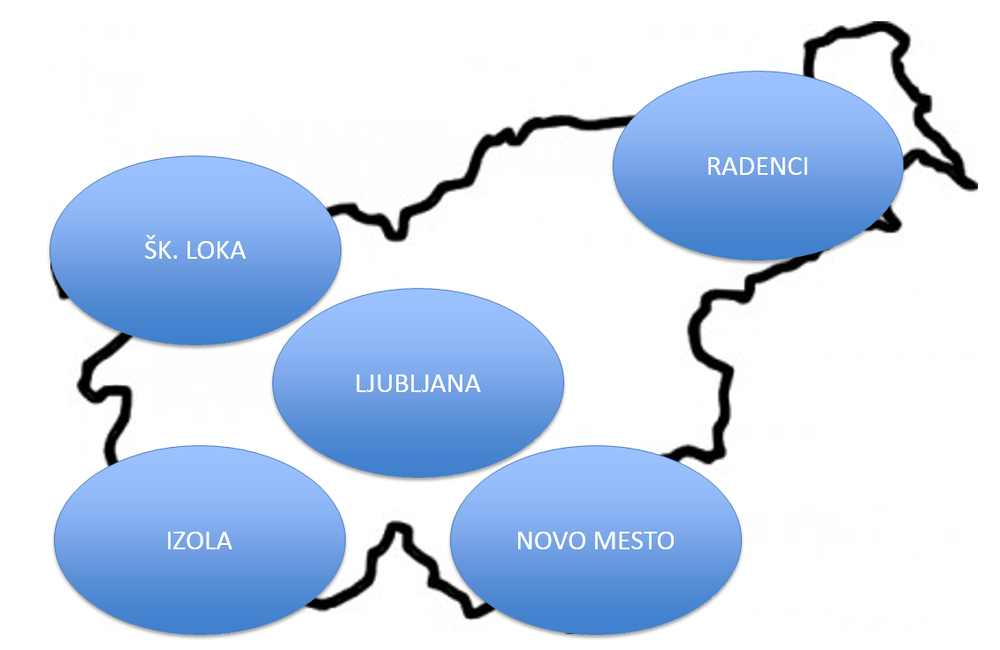 RADENCI
ŠK. LOKA
LJUBLJANA
IZOLA
NOVO MESTO